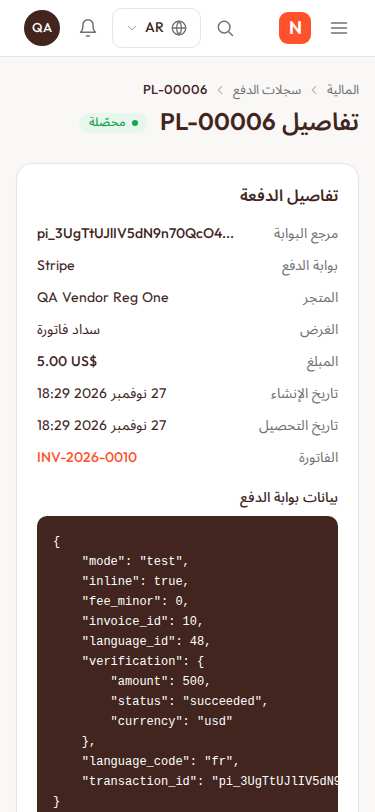 QA
AR
N
المالية > سجلات الدفع > PL-00006
تفاصيل PL-00006
محصّلة
تفاصيل الدفعة
مرجع البوابة pi_3UgTtUJlIV5dN9n70QcO4...
بوابة الدفع Stripe
المتجر QA Vendor Reg One
الغرض سداد فاتورة
المبلغ 5.00 US$
تاريخ الإنشاء 27 نوفمبر 2026 18:29
تاريخ التحصيل 27 نوفمبر 2026 18:29
الفاتورة INV-2026-0010
بيانات بوابة الدفع
{
"mode": "test",
"inline": true,
"fee_minor": 0,
"invoice_id": 10,
"language_id": 48,
"verification": {
"amount": 500,
"status": "succeeded",
"currency": "usd"
},
"language_code": "fr",
"transaction_id": "pi_3UgTtUJlIV5dN9
}